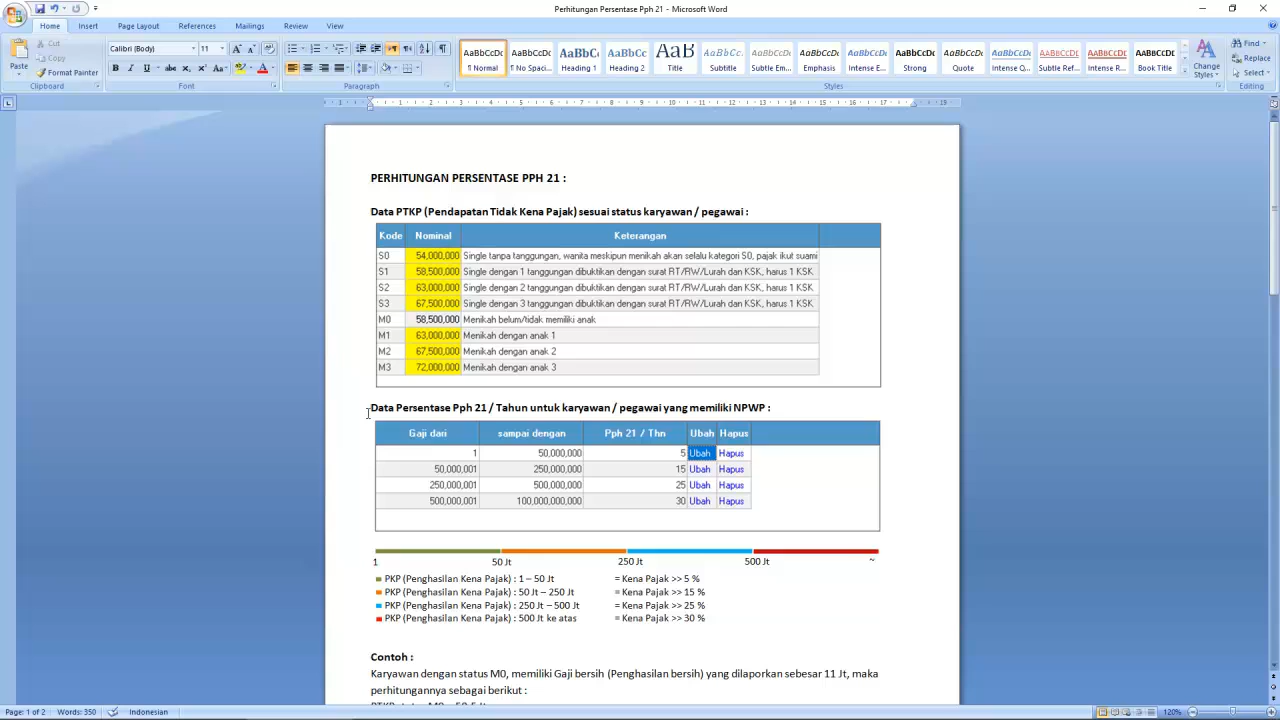 Perhitungan Persentase Pph 21 - Microsoft Word
Home Insert Page Layout References Mailings Review View
Paste
Cut
Copy
Format Painter
Clipboard
Calibri (Body) 11
Font
Paragraph
AaBbCcDc AaBbCcDc AaBbCc AaBbCc AaB AaBbCc AaBbCcDc AaBbCcDc AaBbCcDc AaBbCcDc AaBbCcDc AaBbCcDc AaBbCcDc AaBbCcDc AaBbCcDc
¶ Normal ¶ No Spaci... Heading 1 Heading 2 Title Subtitle Subtle Em... Emphasis Intense E... Strong Quote Intense Q... Subtle Ref... Intense R... Book Title
Change Styles
Styles
Find
Replace
Select
Editing
PERHITUNGAN PERSENTASE PPH 21 :
Data PTKP (Pendapatan Tidak Kena Pajak) sesuai status karyawan / pegawai :
Kode Nominal Keterangan
S0 54,000,000 Single tanpa tanggungan, wanita meskipun menikah akan selalu kategori S0, pajak ikut suami
S1 58,500,000 Single dengan 1 tanggungan dibuktikan dengan surat RT/RW/Lurah dan KSK, harus 1 KSK
S2 63,000,000 Single dengan 2 tanggungan dibuktikan dengan surat RT/RW/Lurah dan KSK, harus 1 KSK
S3 67,500,000 Single dengan 3 tanggungan dibuktikan dengan surat RT/RW/Lurah dan KSK, harus 1 KSK
M0 58,500,000 Menikah belum/tidak memiliki anak
M1 63,000,000 Menikah dengan anak 1
M2 67,500,000 Menikah dengan anak 2
M3 72,000,000 Menikah dengan anak 3
Data Persentase Pph 21 / Tahun untuk karyawan / pegawai yang memiliki NPWP :
Gaji dari sampai dengan Pph 21 / Thn Ubah Hapus
1 50,000,000 5 Ubah Hapus
50,000,001 250,000,000 15 Ubah Hapus
250,000,001 500,000,000 25 Ubah Hapus
500,000,001 100,000,000,000 30 Ubah Hapus
1 50 Jt 250 Jt 500 Jt ~
PKP (Penghasilan Kena Pajak) : 1 – 50 Jt = Kena Pajak >> 5 %
PKP (Penghasilan Kena Pajak) : 50 Jt – 250 Jt = Kena Pajak >> 15 %
PKP (Penghasilan Kena Pajak) : 250 Jt – 500 Jt = Kena Pajak >> 25 %
PKP (Penghasilan Kena Pajak) : 500 Jt ke atas = Kena Pajak >> 30 %
Contoh :
Karyawan dengan status M0, memiliki Gaji bersih (Penghasilan bersih) yang dilaporkan sebesar 11 Jt, maka
perhitungannya sebagai berikut :
Page: 1 of 2 Words: 350 Indonesian 120%